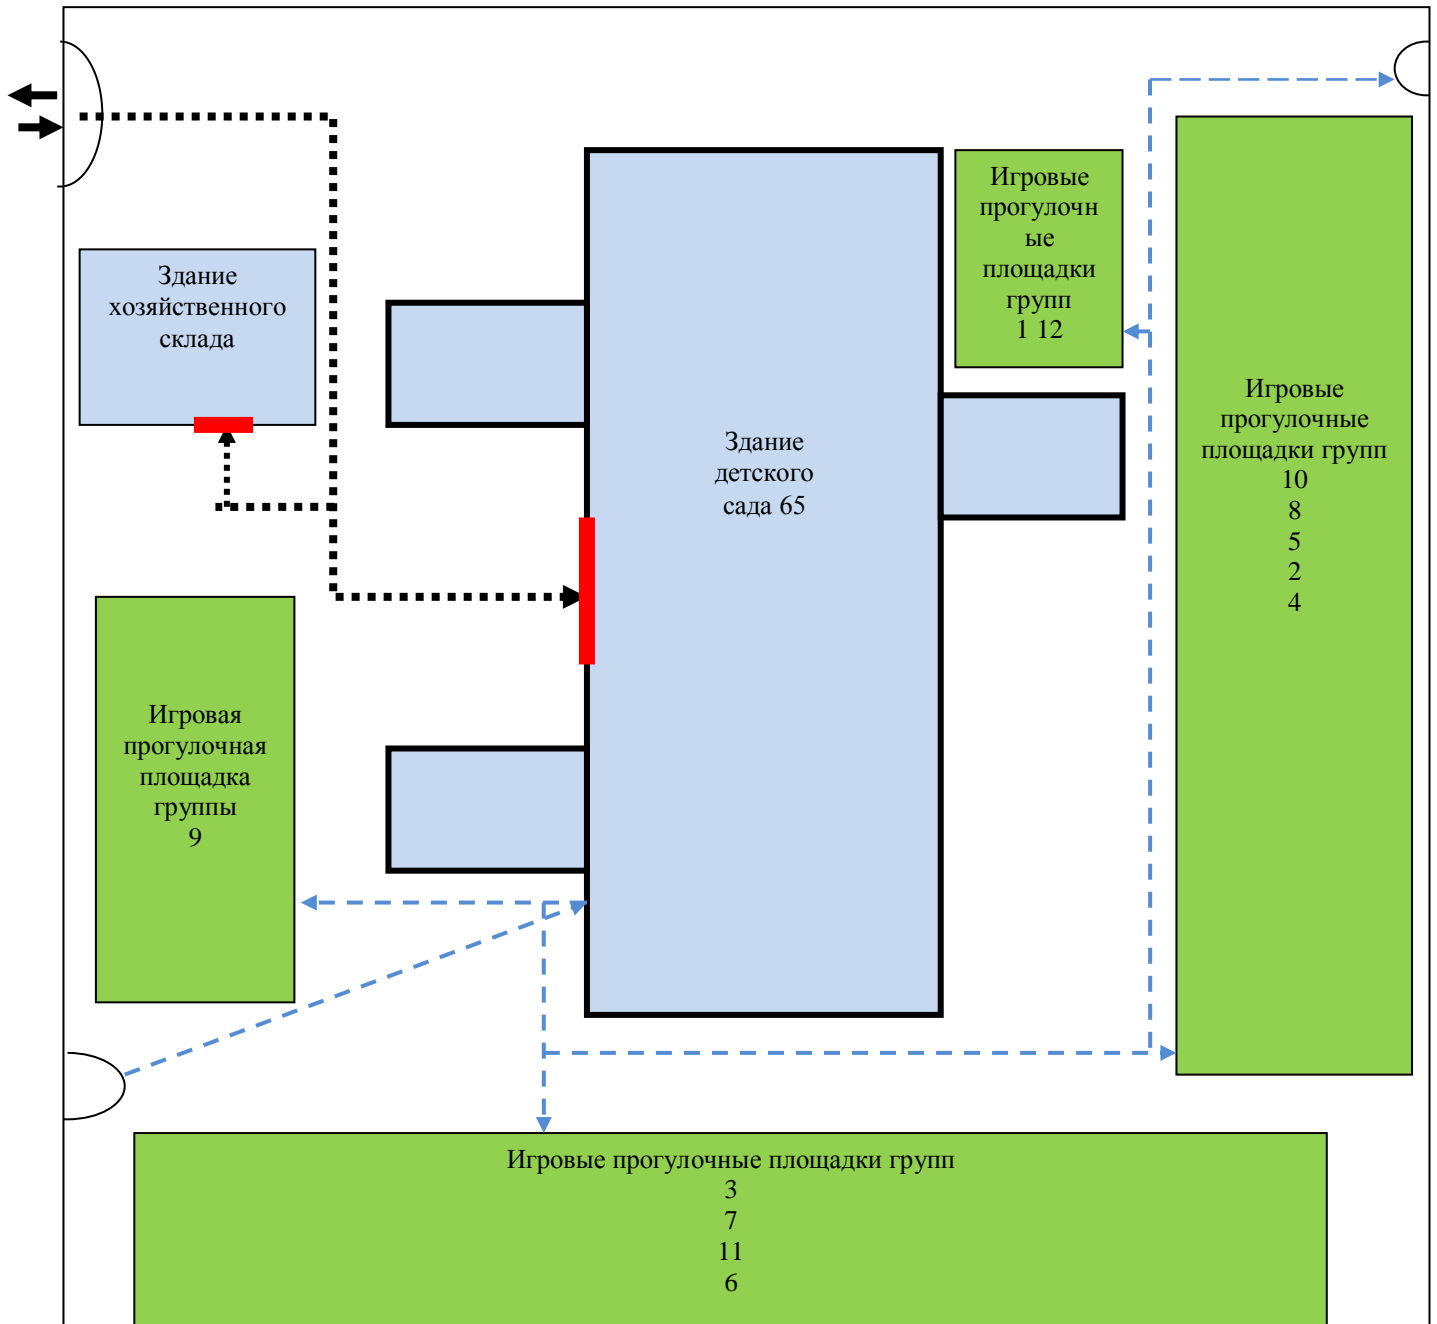 Игровые
прогулочн
ые
площадки
групп
1 12
Здание
хозяйственного
склада
Здание
детского
сада 65
Игровые
прогулочные
площадки групп
10
8
5
2
4
Игровая
прогулочная
площадка
группы
9
Игровые прогулочные площадки групп
3
7
11
6